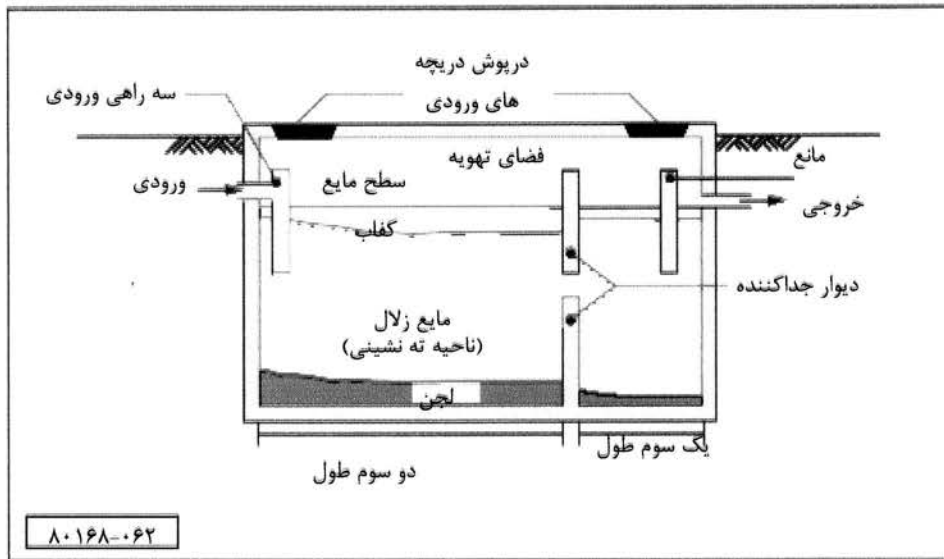 درپوش دریچه
های ورودی
سه راهی ورودی
فضای تهویه
مانع
ورودی
سطح مایع
خروجی
کفاب
دیوار جداکننده
مایع زلال
(ناحیه ته نشینی)
لجن
یک سوم طول
دو سوم طول
۸۰۱۶۸-۰۶۲